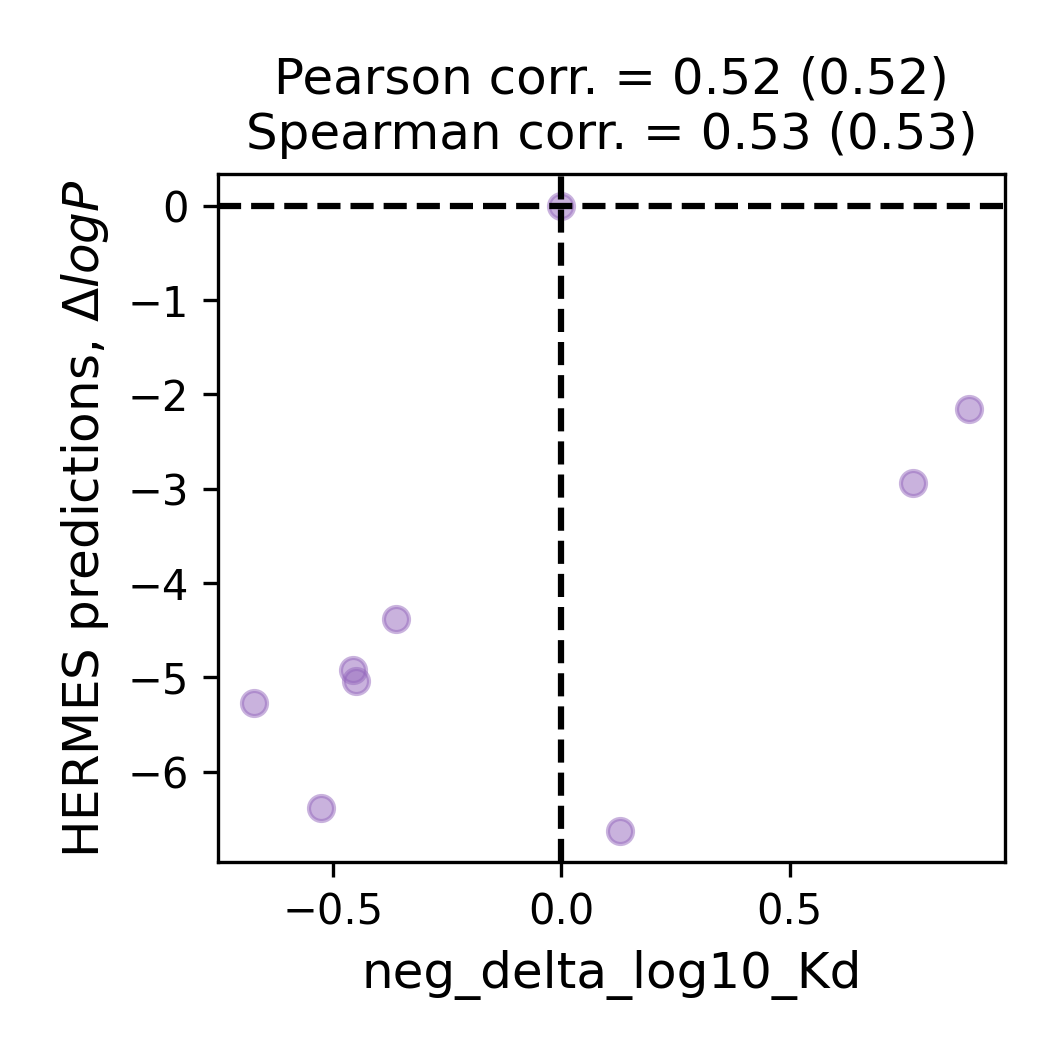 Pearson corr. = 0.52 (0.52)
Spearman corr. = 0.53 (0.53)
HERMES predictions, ΔlogP
0
−1
−2
−3
−4
−5
−6
−0.5
0.0
0.5
neg_delta_log10_Kd